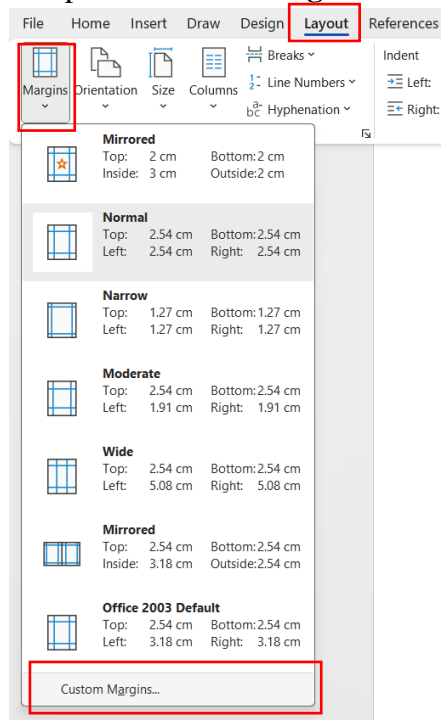 File Home Insert Draw Design Layout References
Breaks
Indent
Line Numbers
Left:
Margins Orientation Size Columns
Hyphenation
Right:
Mirrored
Top: 2 cm Bottom: 2 cm
Inside: 3 cm Outside: 2 cm
Normal
Top: 2.54 cm Bottom: 2.54 cm
Left: 2.54 cm Right: 2.54 cm
Narrow
Top: 1.27 cm Bottom: 1.27 cm
Left: 1.27 cm Right: 1.27 cm
Moderate
Top: 2.54 cm Bottom: 2.54 cm
Left: 1.91 cm Right: 1.91 cm
Wide
Top: 2.54 cm Bottom: 2.54 cm
Left: 5.08 cm Right: 5.08 cm
Mirrored
Top: 2.54 cm Bottom: 2.54 cm
Inside: 3.18 cm Outside: 2.54 cm
Office 2003 Default
Top: 2.54 cm Bottom: 2.54 cm
Left: 3.18 cm Right: 3.18 cm
Custom Margins...